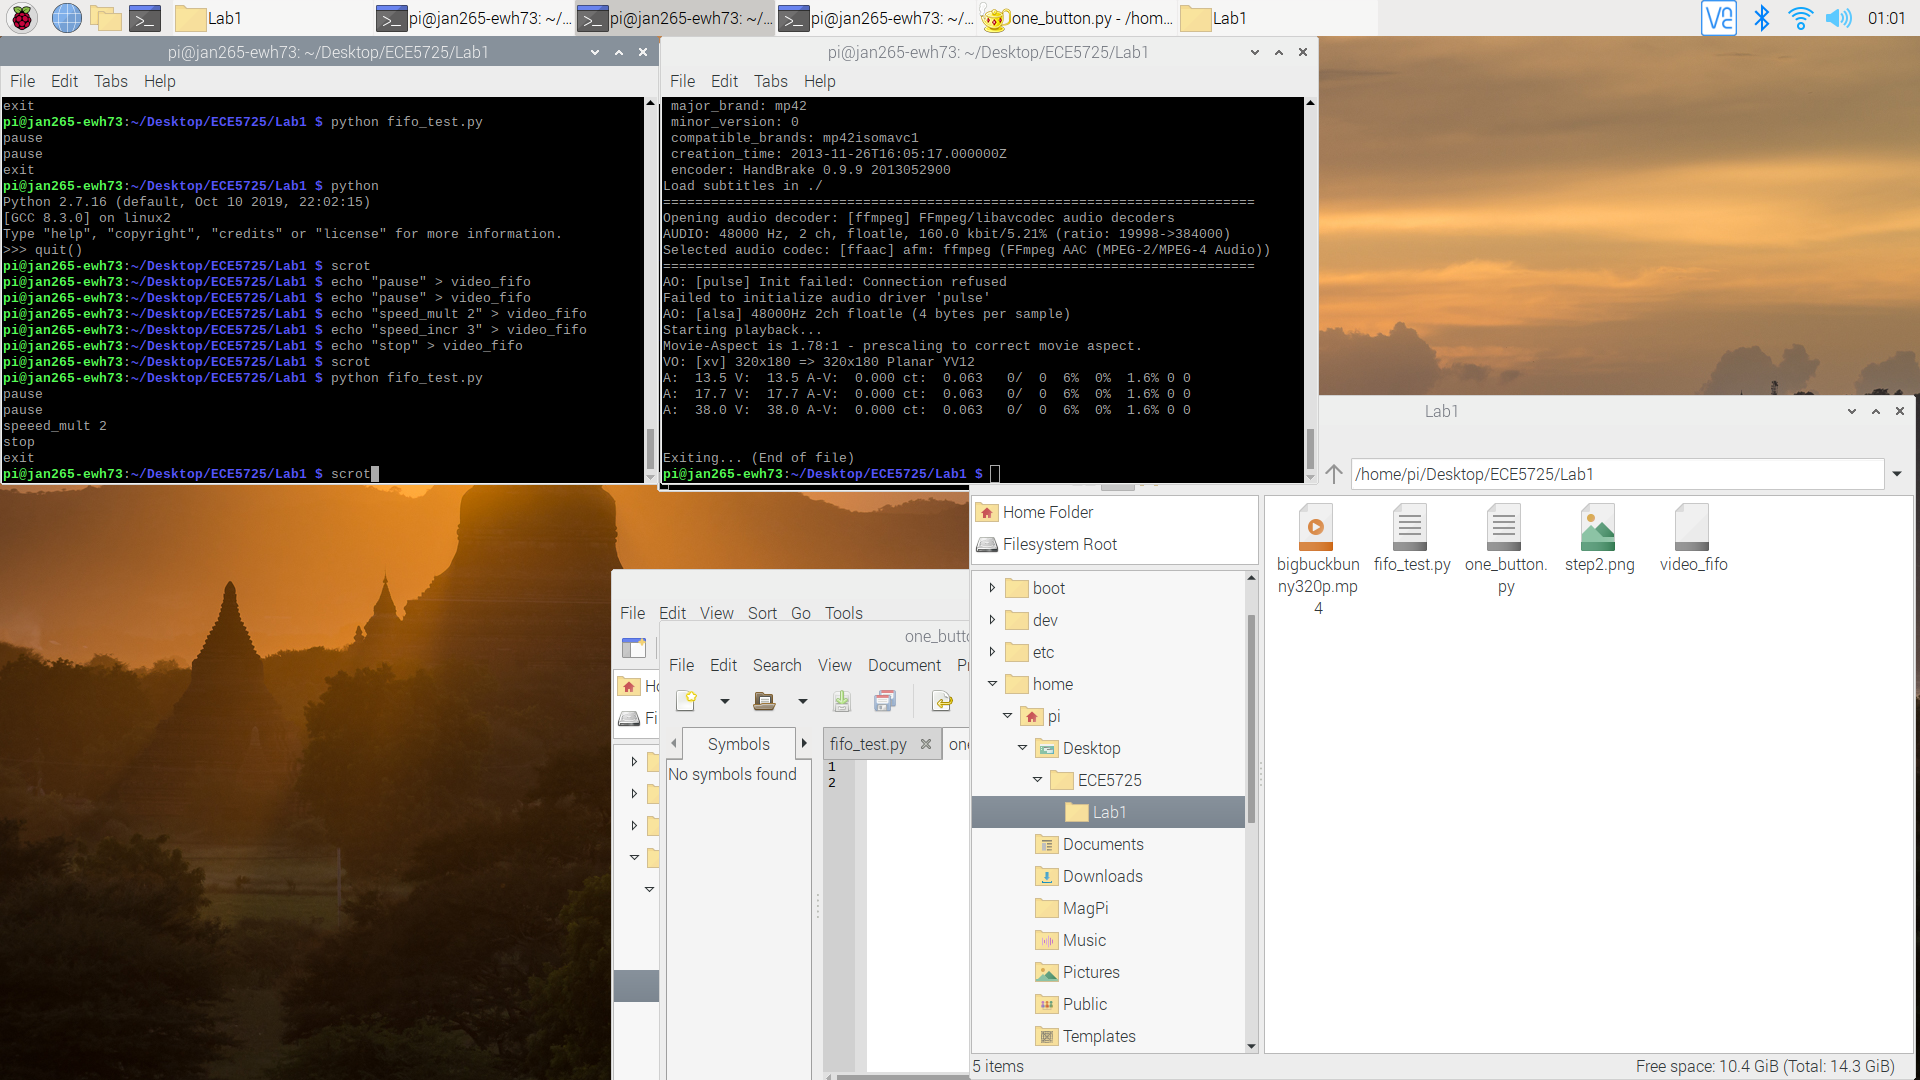 Lab1
pi@jan265-ewh73: ~/...
pi@jan265-ewh73: ~/...
pi@jan265-ewh73: ~/...
one_button.py - /hom...
Lab1
01:01
pi@jan265-ewh73: ~/Desktop/ECE5725/Lab1
File Edit Tabs Help
exit
pi@jan265-ewh73:~/Desktop/ECE5725/Lab1 $ python fifo_test.py
pause
pause
exit
pi@jan265-ewh73:~/Desktop/ECE5725/Lab1 $ python
Python 2.7.16 (default, Oct 10 2019, 22:02:15)
[GCC 8.3.0] on linux2
Type "help", "copyright", "credits" or "license" for more information.
>>> quit()
pi@jan265-ewh73:~/Desktop/ECE5725/Lab1 $ scrot
pi@jan265-ewh73:~/Desktop/ECE5725/Lab1 $ echo "pause" > video_fifo
pi@jan265-ewh73:~/Desktop/ECE5725/Lab1 $ echo "pause" > video_fifo
pi@jan265-ewh73:~/Desktop/ECE5725/Lab1 $ echo "speed_mult 2" > video_fifo
pi@jan265-ewh73:~/Desktop/ECE5725/Lab1 $ echo "speed_incr 3" > video_fifo
pi@jan265-ewh73:~/Desktop/ECE5725/Lab1 $ echo "stop" > video_fifo
pi@jan265-ewh73:~/Desktop/ECE5725/Lab1 $ scrot
pi@jan265-ewh73:~/Desktop/ECE5725/Lab1 $ python fifo_test.py
pause
pause
speeed_mult 2
stop
exit
pi@jan265-ewh73:~/Desktop/ECE5725/Lab1 $ scrot
pi@jan265-ewh73: ~/Desktop/ECE5725/Lab1
File Edit Tabs Help
major_brand: mp42
minor_version: 0
compatible_brands: mp42isomavc1
creation_time: 2013-11-26T16:05:17.000000Z
encoder: HandBrake 0.9.9 2013052900
Load subtitles in ./
==========================================================================
Opening audio decoder: [ffmpeg] FFmpeg/libavcodec audio decoders
AUDIO: 48000 Hz, 2 ch, floatle, 160.0 kbit/5.21% (ratio: 19998->384000)
Selected audio codec: [ffaac] afm: ffmpeg (FFmpeg AAC (MPEG-2/MPEG-4 Audio))
==========================================================================
AO: [pulse] Init failed: Connection refused
Failed to initialize audio driver 'pulse'
AO: [alsa] 48000Hz 2ch floatle (4 bytes per sample)
Starting playback...
Movie-Aspect is 1.78:1 - prescaling to correct movie aspect.
VO: [xv] 320x180 => 320x180 Planar YV12
A:  13.5 V:  13.5 A-V:  0.000 ct:  0.063   0/  0  6%  0%  1.6% 0 0
A:  17.7 V:  17.7 A-V:  0.000 ct:  0.063   0/  0  6%  0%  1.6% 0 0
A:  38.0 V:  38.0 A-V:  0.000 ct:  0.063   0/  0  6%  0%  1.6% 0 0
Exiting... (End of file)
pi@jan265-ewh73:~/Desktop/ECE5725/Lab1 $
Lab1
/home/pi/Desktop/ECE5725/Lab1
Home Folder
Filesystem Root
boot
dev
etc
home
pi
Desktop
ECE5725
Lab1
Documents
Downloads
MagPi
Music
Pictures
Public
Templates
bigbuckbun
ny320p.mp
4
fifo_test.py
one_button.
py
step2.png
video_fifo
5 items
Free space: 10.4 GiB (Total: 14.3 GiB)
File Edit View Sort Go Tools
one_butto
File Edit Search View Document P
Symbols
fifo_test.py
one
No symbols found
1
2